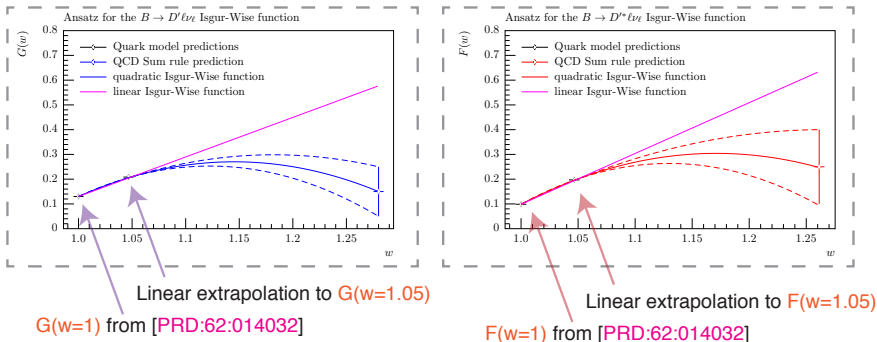 Ansatz for the B → D′ℓνℓ Isgur-Wise function
G(w)
0.8
0.7
0.6
0.5
0.4
0.3
0.2
0.1
0
Quark model predictions
QCD Sum rule prediction
quadratic Isgur-Wise function
linear Isgur-Wise function
1.0 1.05 1.1 1.15 1.2 1.25
w
Linear extrapolation to G(w=1.05)
G(w=1) from [PRD:62:014032]
Ansatz for the B → D′*ℓνℓ Isgur-Wise function
F(w)
0.8
0.7
0.6
0.5
0.4
0.3
0.2
0.1
0
Quark model predictions
QCD Sum rule prediction
quadratic Isgur-Wise function
linear Isgur-Wise function
1.0 1.05 1.1 1.15 1.2 1.25
w
Linear extrapolation to F(w=1.05)
F(w=1) from [PRD:62:014032]